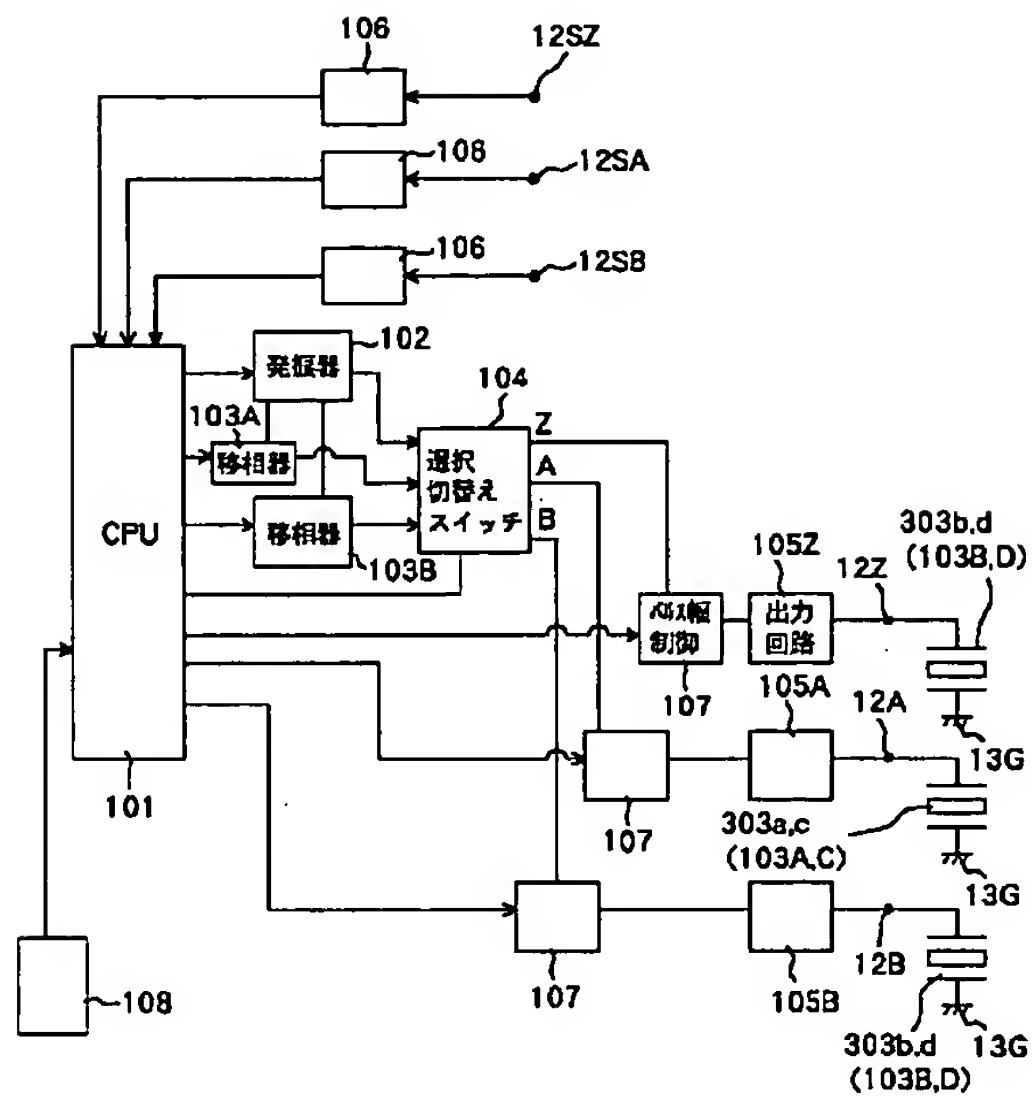 106
12SZ
108
12SA
106
12SB
102
発振器
104
103A
移相器
選択
切替え
スイッチ
Z
A
B
CPU
移相器
103B
303b,d
(103B,D)
105Z
12Z
パルス幅
制御
出力
回路
107
105A
12A
13G
101
107
303a,c
(103A,C)
13G
12B
108
107
105B
13G
303b,d
(103B,D)